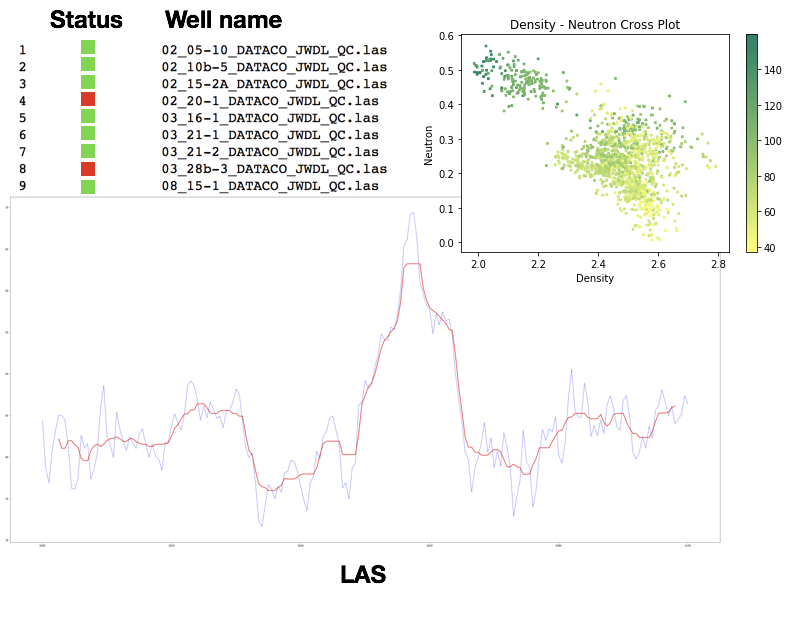 Status Well name
1 02_05-10_DATACO_JWDL_QC.las
2 02_10b-5_DATACO_JWDL_QC.las
3 02_15-2A_DATACO_JWDL_QC.las
4 02_20-1_DATACO_JWDL_QC.las
5 03_16-1_DATACO_JWDL_QC.las
6 03_21-1_DATACO_JWDL_QC.las
7 03_21-2_DATACO_JWDL_QC.las
8 03_28b-3_DATACO_JWDL_QC.las
9 08_15-1_DATACO_JWDL_QC.las
Density - Neutron Cross Plot
0.6
0.5
0.4
0.3
0.2
0.1
0.0
Neutron
2.0 2.2 2.4 2.6 2.8
Density
140
120
100
80
60
40
LAS